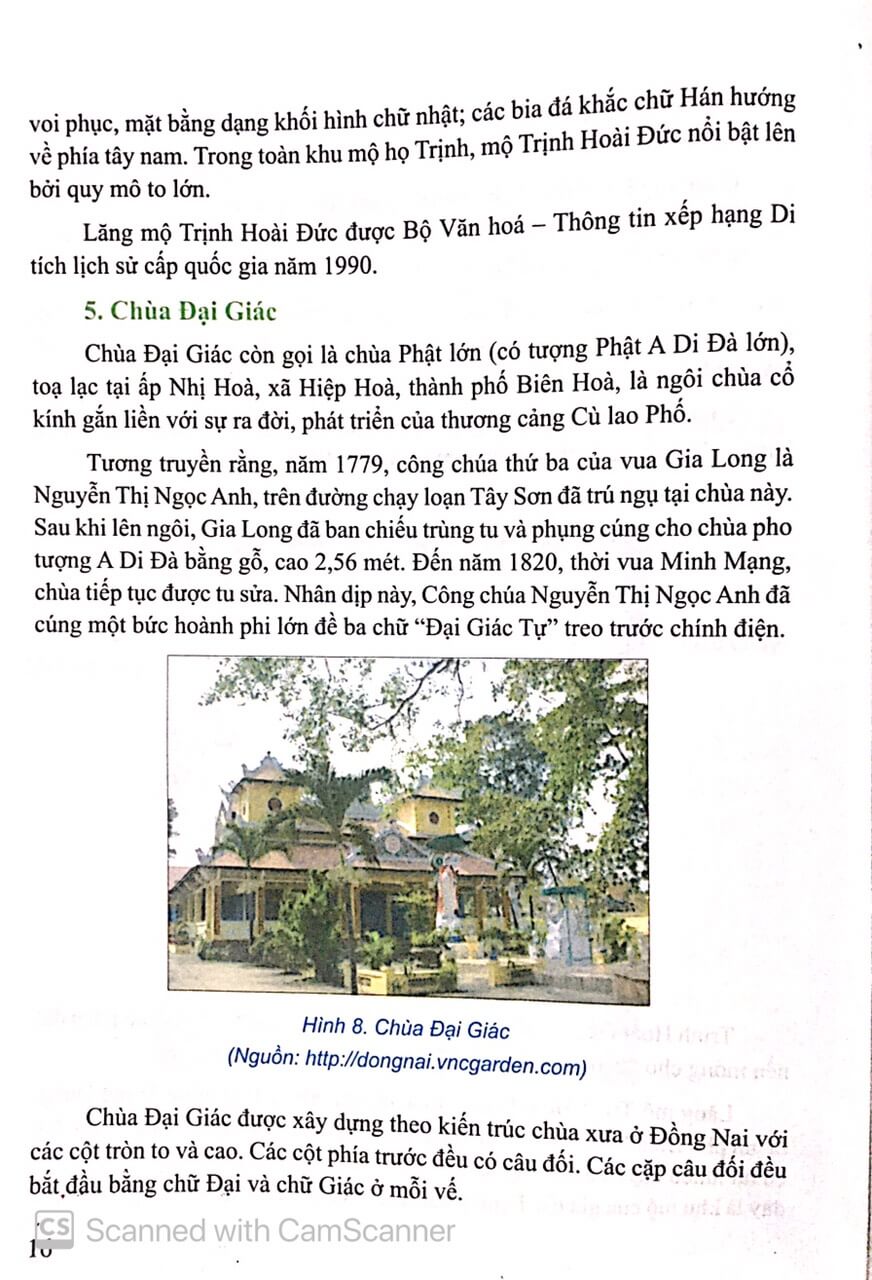 voi phục, mặt bằng dạng khối hình chữ nhật; các bia đá khắc chữ Hán hướng
về phía tây nam. Trong toàn khu mộ họ Trịnh, mộ Trịnh Hoài Đức nổi bật lên
bởi quy mô to lớn.
Lăng mộ Trịnh Hoài Đức được Bộ Văn hoá – Thông tin xếp hạng Di
tích lịch sử cấp quốc gia năm 1990.
5. Chùa Đại Giác
Chùa Đại Giác còn gọi là chùa Phật lớn (có tượng Phật A Di Đà lớn),
toạ lạc tại ấp Nhị Hoà, xã Hiệp Hoà, thành phố Biên Hoà, là ngôi chùa cổ
kính gắn liền với sự ra đời, phát triển của thương cảng Cù lao Phố.
Tương truyền rằng, năm 1779, công chúa thứ ba của vua Gia Long là
Nguyễn Thị Ngọc Anh, trên đường chạy loạn Tây Sơn đã trú ngụ tại chùa này.
Sau khi lên ngôi, Gia Long đã ban chiếu trùng tu và phụng cúng cho chùa pho
tượng A Di Đà bằng gỗ, cao 2,56 mét. Đến năm 1820, thời vua Minh Mạng,
chùa tiếp tục được tu sửa. Nhân dịp này, Công chúa Nguyễn Thị Ngọc Anh đã
cúng một bức hoành phi lớn đề ba chữ “Đại Giác Tự” treo trước chính điện.
Hình 8. Chùa Đại Giác
(Nguồn: http://dongnai.vncgarden.com)
Chùa Đại Giác được xây dựng theo kiến trúc chùa xưa ở Đồng Nai với
các cột tròn to và cao. Các cột phía trước đều có câu đối. Các cặp câu đối đều
bắt đầu bằng chữ Đại và chữ Giác ở mỗi vế.
CS Scanned with CamScanner